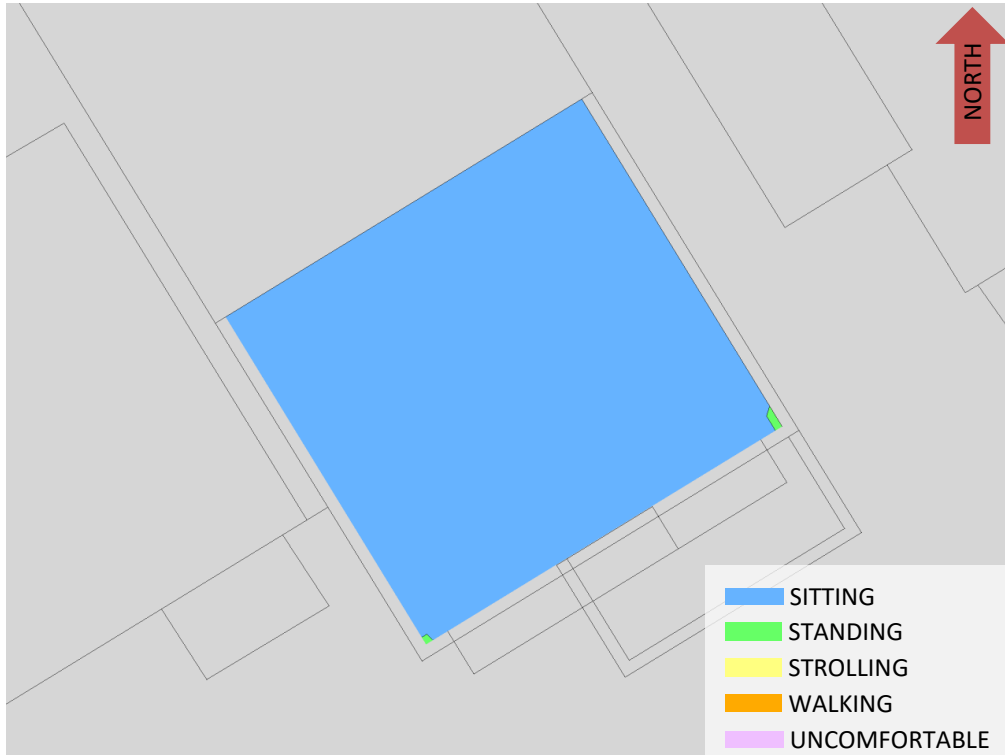 NORTH
SITTING
STANDING
STROLLING
WALKING
UNCOMFORTABLE